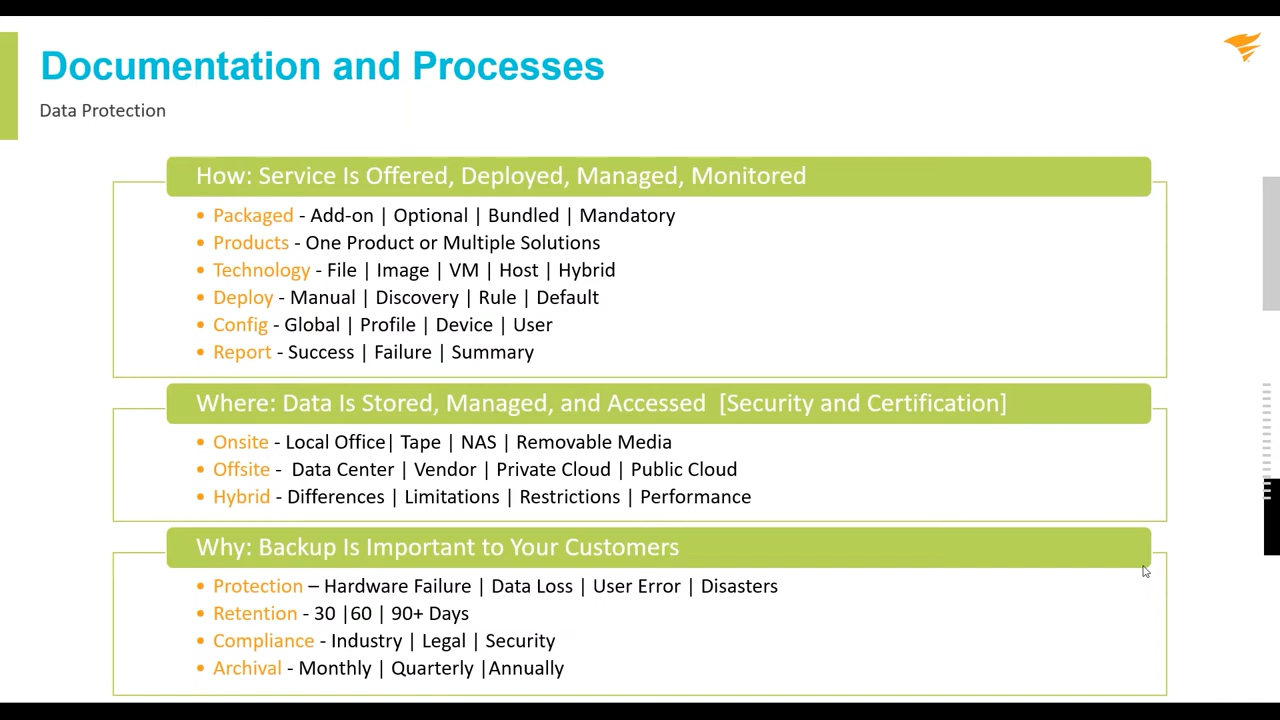 Documentation and Processes
Data Protection
How: Service Is Offered, Deployed, Managed, Monitored
• Packaged - Add-on | Optional | Bundled | Mandatory
• Products - One Product or Multiple Solutions
• Technology - File | Image | VM | Host | Hybrid
• Deploy - Manual | Discovery | Rule | Default
• Config - Global | Profile | Device | User
• Report - Success | Failure | Summary
Where: Data Is Stored, Managed, and Accessed  [Security and Certification]
• Onsite - Local Office| Tape | NAS | Removable Media
• Offsite -  Data Center | Vendor | Private Cloud | Public Cloud
• Hybrid - Differences | Limitations | Restrictions | Performance
Why: Backup Is Important to Your Customers
• Protection – Hardware Failure | Data Loss | User Error | Disasters
• Retention - 30 |60 | 90+ Days
• Compliance - Industry | Legal | Security
• Archival - Monthly | Quarterly |Annually